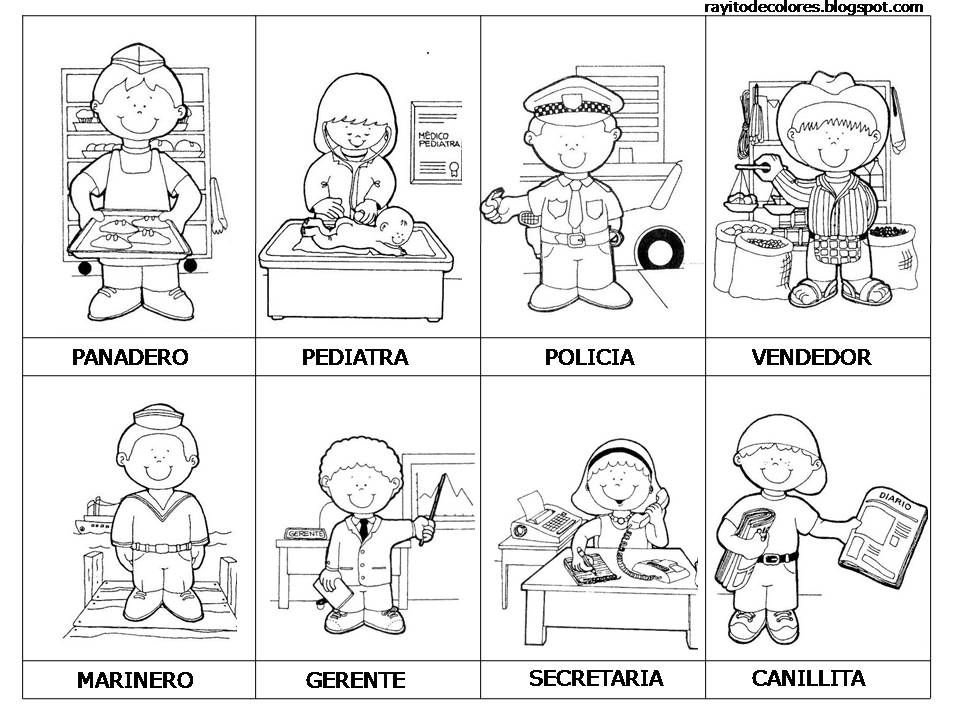 rayitodecolores.blogspot.com
MÉDICO
PEDIATRA
PANADERO
PEDIATRA
POLICIA
VENDEDOR
GERENTE
DIARIO
MARINERO
GERENTE
SECRETARIA
CANILLITA